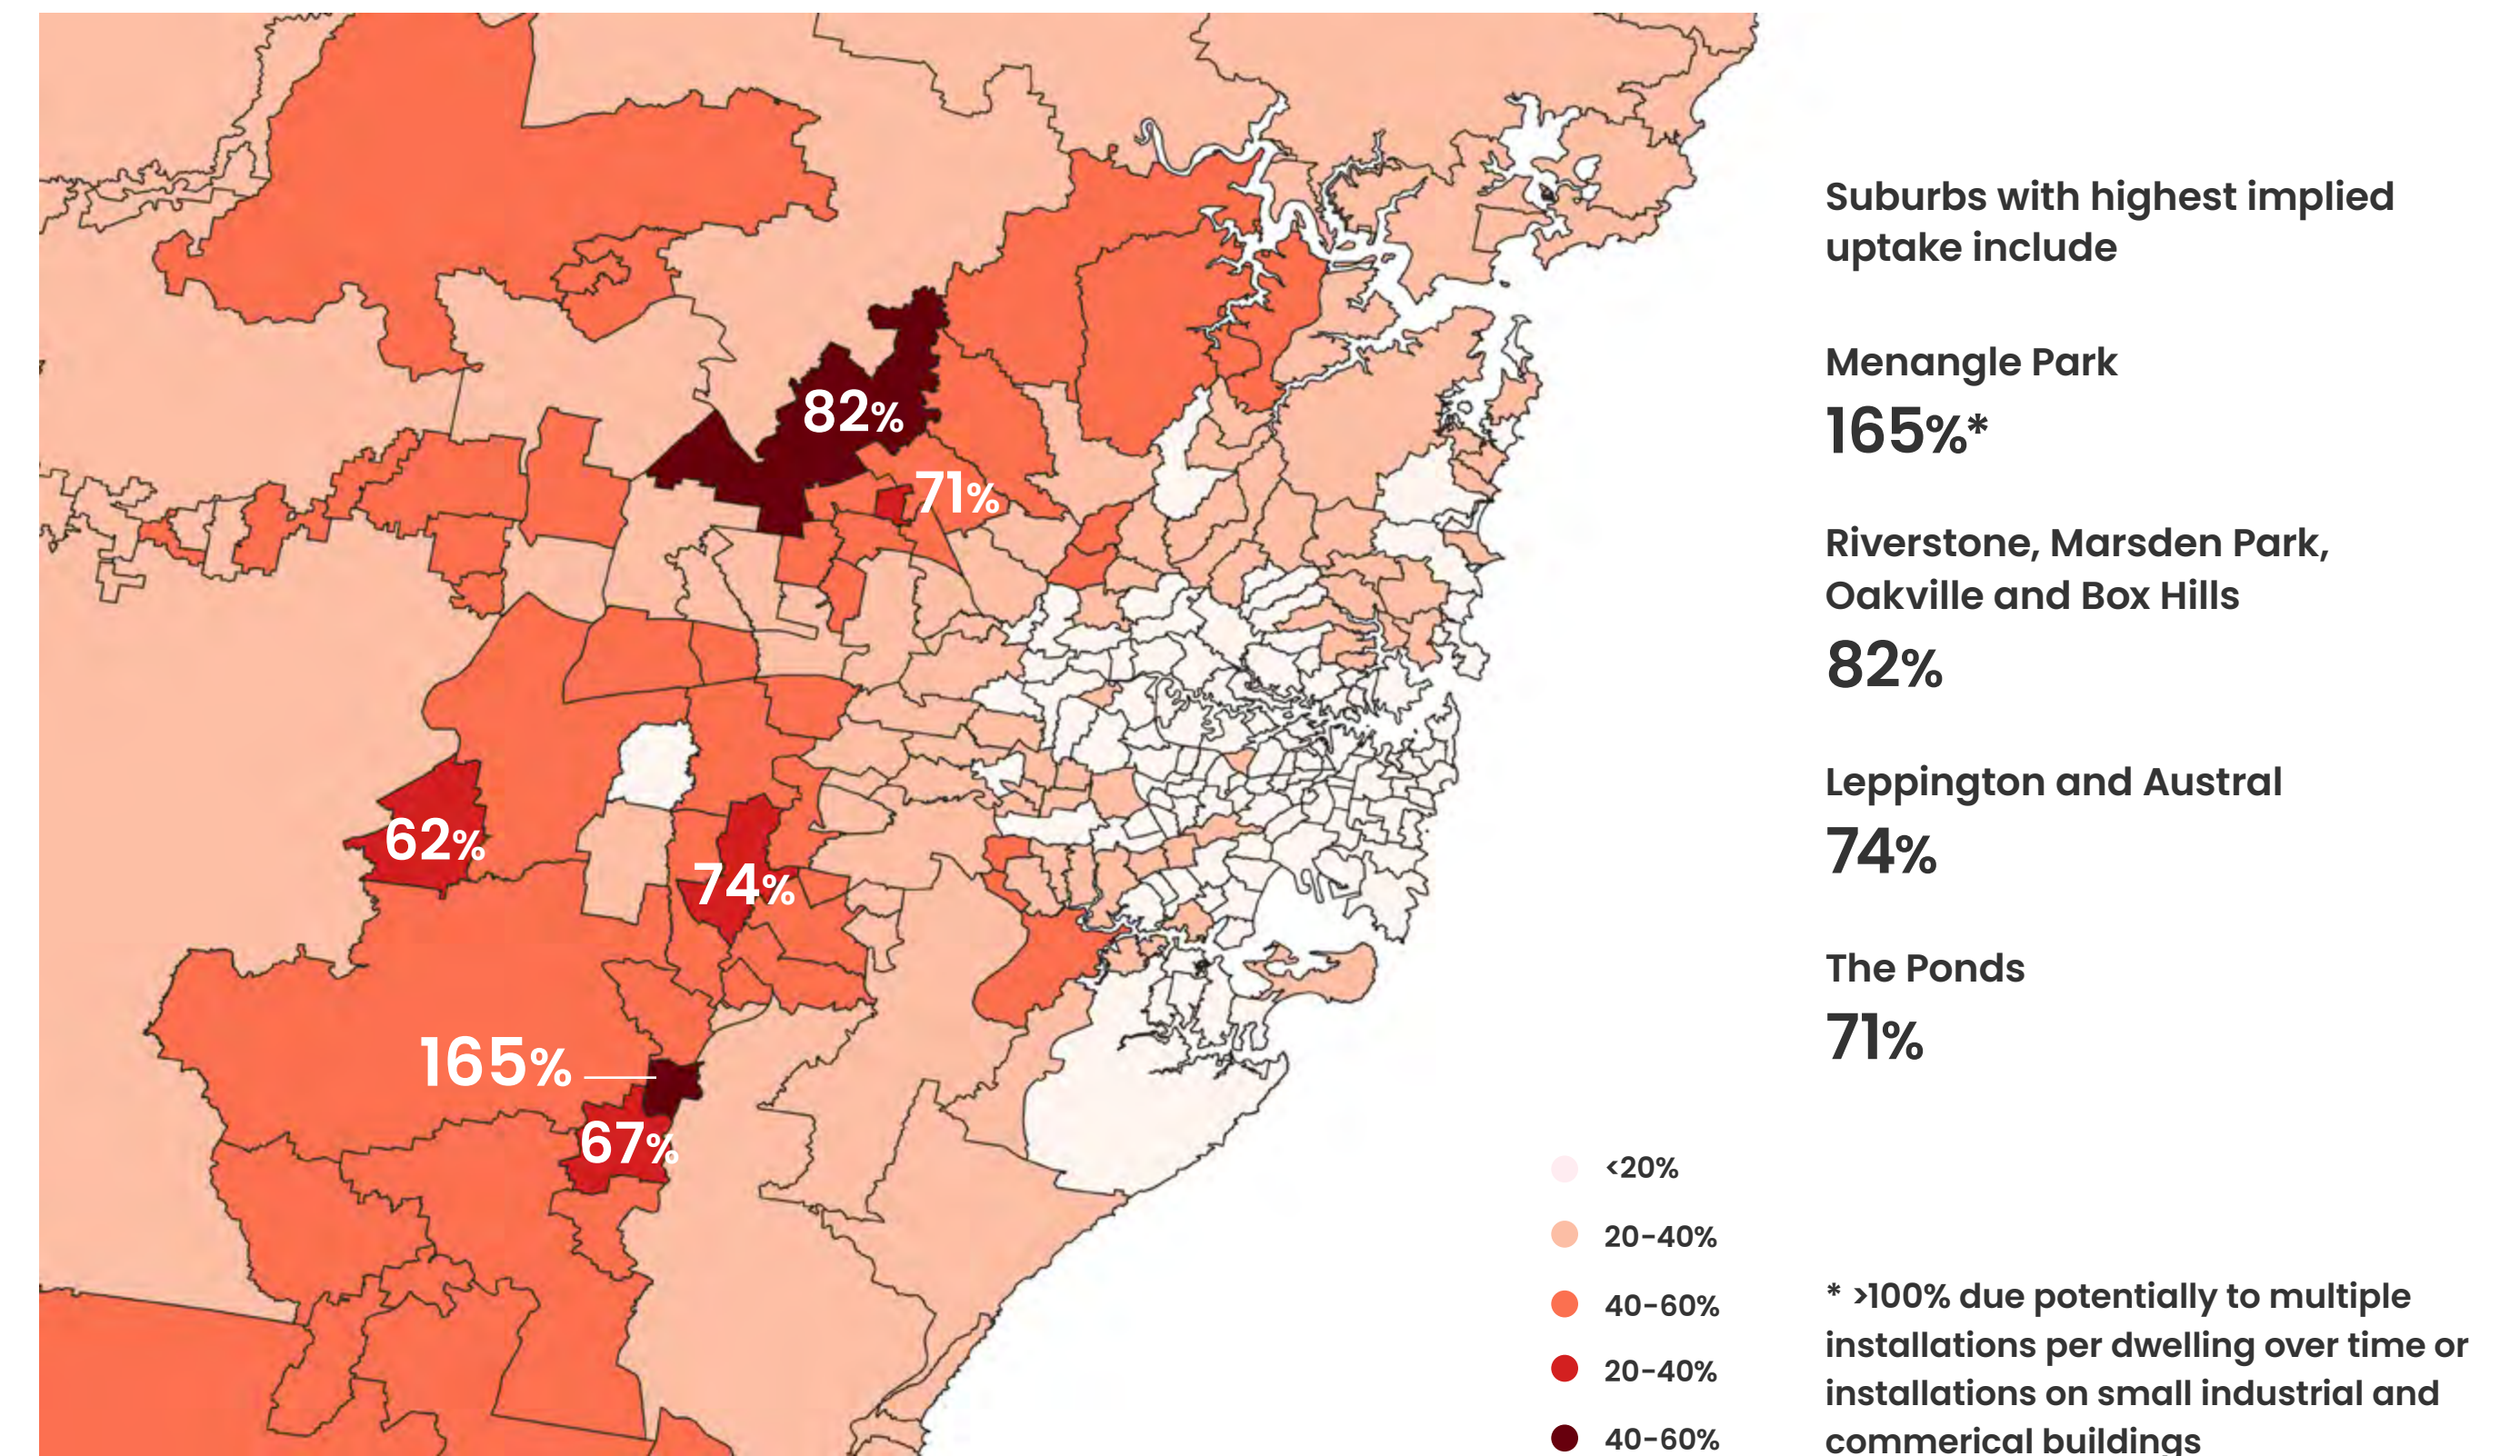 82%
71%
62%
74%
165%
67%
Suburbs with highest implied
uptake include
Menangle Park
165%*
Riverstone, Marsden Park,
Oakville and Box Hills
82%
Leppington and Austral
74%
The Ponds
71%
<20%
20-40%
40-60%
20-40%
40-60%
* >100% due potentially to multiple
installations per dwelling over time or
installations on small industrial and
commerical buildings